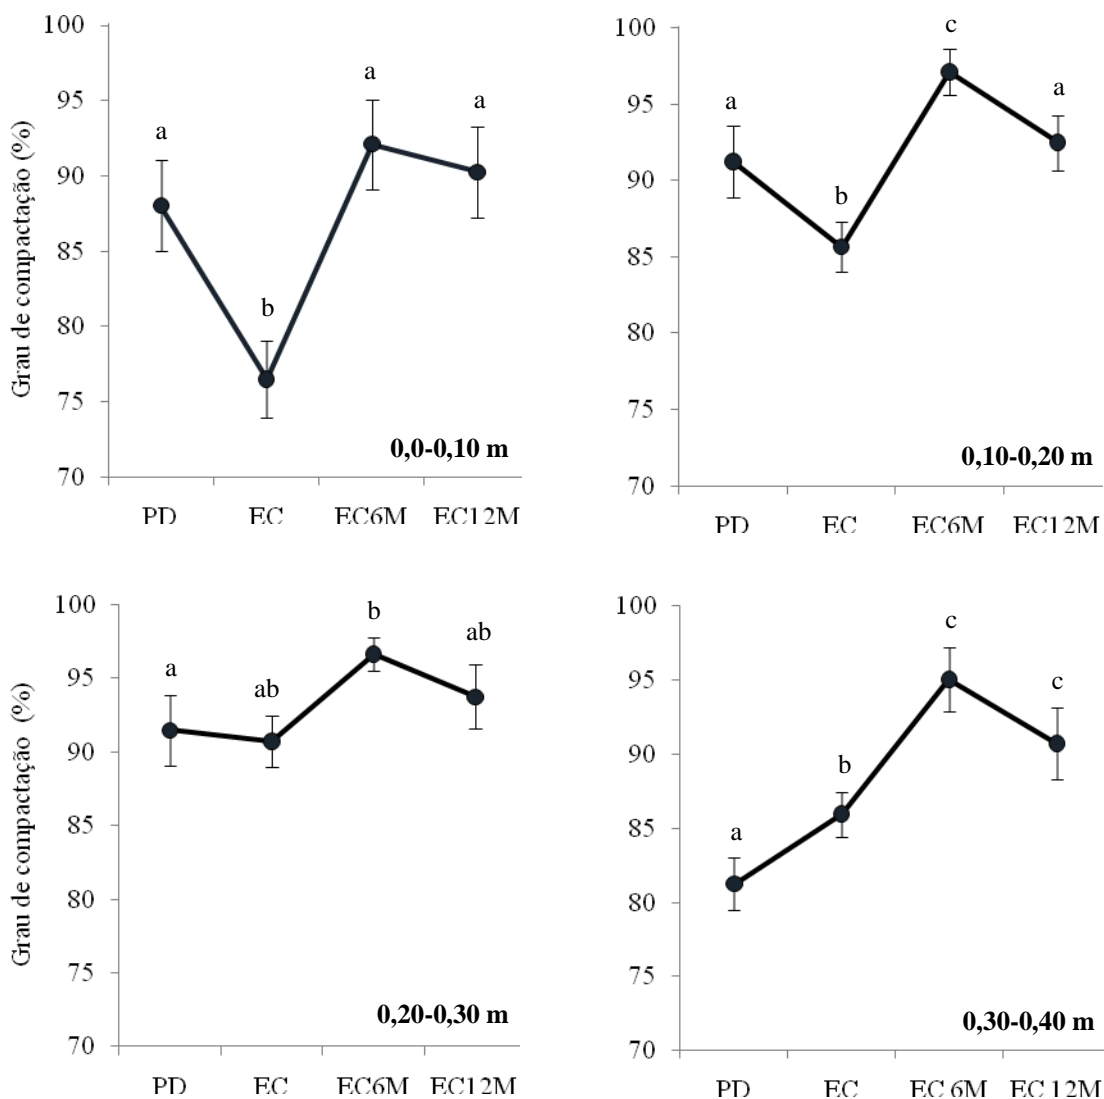 100
95
90
85
80
75
70
Grau de compactação (%)
a
b
a
a
0,0-0,10 m
PD EC EC6M EC12M
100
95
90
85
80
75
70
a
b
c
a
0,10-0,20 m
PD EC EC6M EC12M
100
95
90
85
80
75
70
Grau de compactação (%)
a
ab
b
ab
0,20-0,30 m
PD EC EC6M EC12M
100
95
90
85
80
75
70
a
b
c
c
0,30-0,40 m
PD EC EC 6M EC 12M